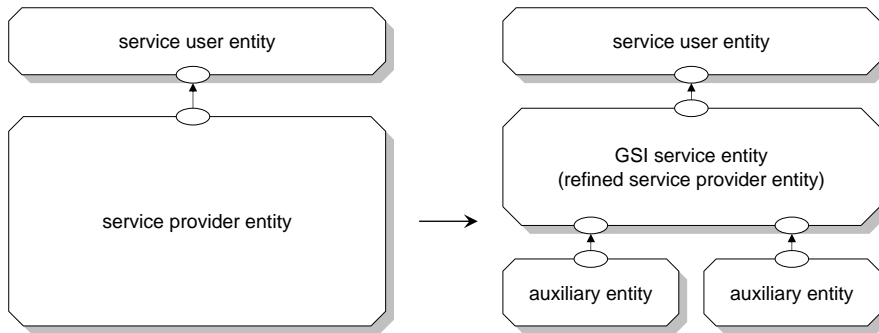 service user entity
service provider entity
service user entity
GSI service entity
(refined service provider entity)
auxiliary entity
auxiliary entity